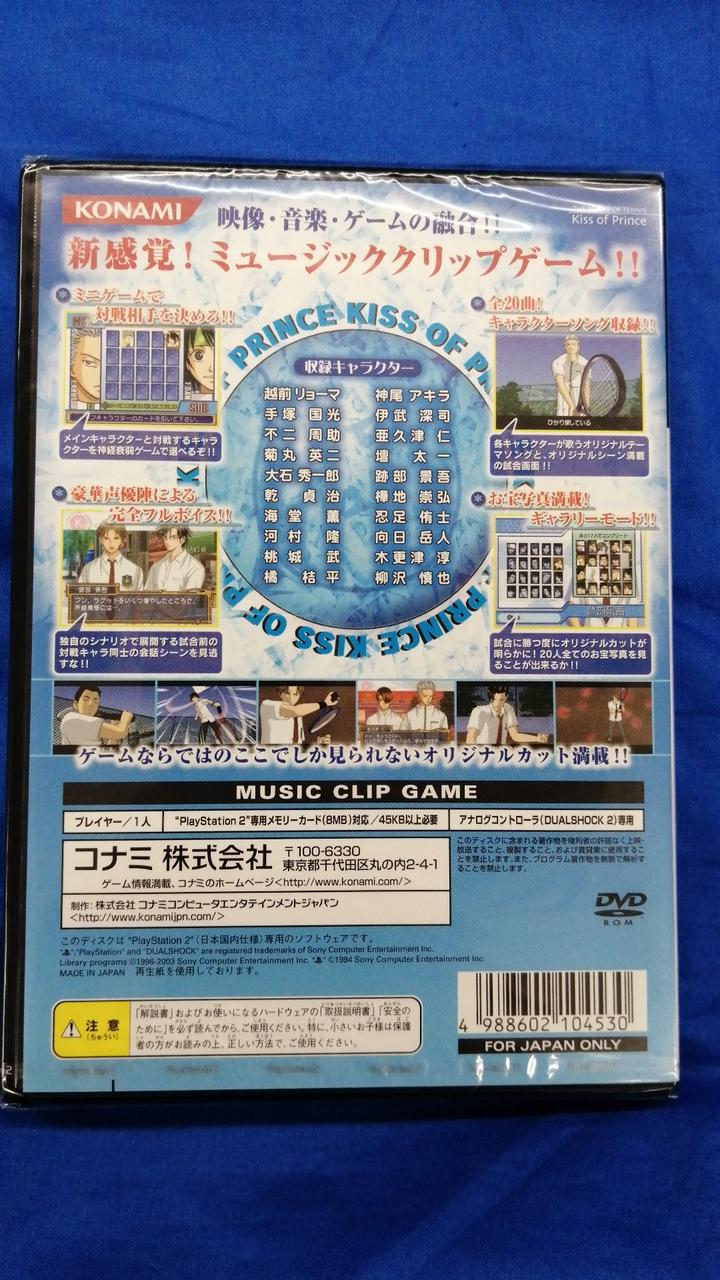 KONAMI
映像・音楽・ゲームの融合!!
Kiss of Prince
新感覚! ミュージッククリップゲーム!!
PRINCE KISS OF PRINCE KISS OF
ミニゲームで
対戦相手を決める!!
SUB
メインキャラクターと対戦するキャラ
クターを神経衰弱ゲームで選べるぞ!!
全20曲!
キャラクターソング収録!!
ひかり探している
各キャラクターが歌うオリジナルテー
マソングと、オリジナルシーン満載
の試合画面!!
豪華声優陣による
完全フルボイス!!
フン、ラケットをいくつ増やしたところで、
独自のシナリオで展開する試合前の
対戦キャラ同士の会話シーンを見逃
すな!!
お宝写真満載!
ギャラリーモード!!
試合に勝つ度にオリジナルカットが
明らかに!20人全てのお宝写真を見
ることが出来るか!!
収録キャラクター
越前 リョーマ 神尾 アキラ
手塚 国光 伊武 深司
不二 周助 亜久津 仁
菊丸 英二 壇 太一
大石 秀一郎 跡部 景吾
乾 貞治 樺地 崇弘
海堂 薫 忍足 侑士
河村 隆 向日 岳人
桃城 武 木更津 淳
橘 桔平 柳沢 慎也
ゲームならではのここでしか見られないオリジナルカット満載!!
MUSIC CLIP GAME
プレイヤー/1人
"PlayStation 2"専用メモリーカード(8MB)対応/45KB以上必要
アナログコントローラ(DUALSHOCK 2)専用
コナミ 株式会社 〒100-6330
東京都千代田区丸の内2-4-1
ゲーム情報満載、コナミのホームページ<http://www.konami.com/>
制作:株式会社 コナミコンピュータエンタテインメントジャパン
<http://www.konamijpn.com/>
このディスクに含まれる著作物を権利者の許諾なく上映・
放送すること、複製すること、および賃貸業に使用するこ
とを禁止します。また、プログラム著作物を無断で解析す
ることを禁止します。
DVD
ROM
このディスクは "PlayStation 2"(日本国内仕様)専用のソフトウェアです。
"PlayStation" and "DUALSHOCK" are registered trademarks of Sony Computer Entertainment Inc.
Library programs ©1998-2003 Sony Computer Entertainment Inc. ©1994 Sony Computer Entertainment Inc.
MADE IN JAPAN 再生紙を使用しております。
注意
(ちゅうい)
「解説書」およびお使いになるハードウェアの「取扱説明書」「安全の
ために」を必ず読んでから、ご使用ください。特に、小さいお子様は保護
者の方がお読みの上、正しい方法で、ご使用ください。
4 988602 104530
FOR JAPAN ONLY